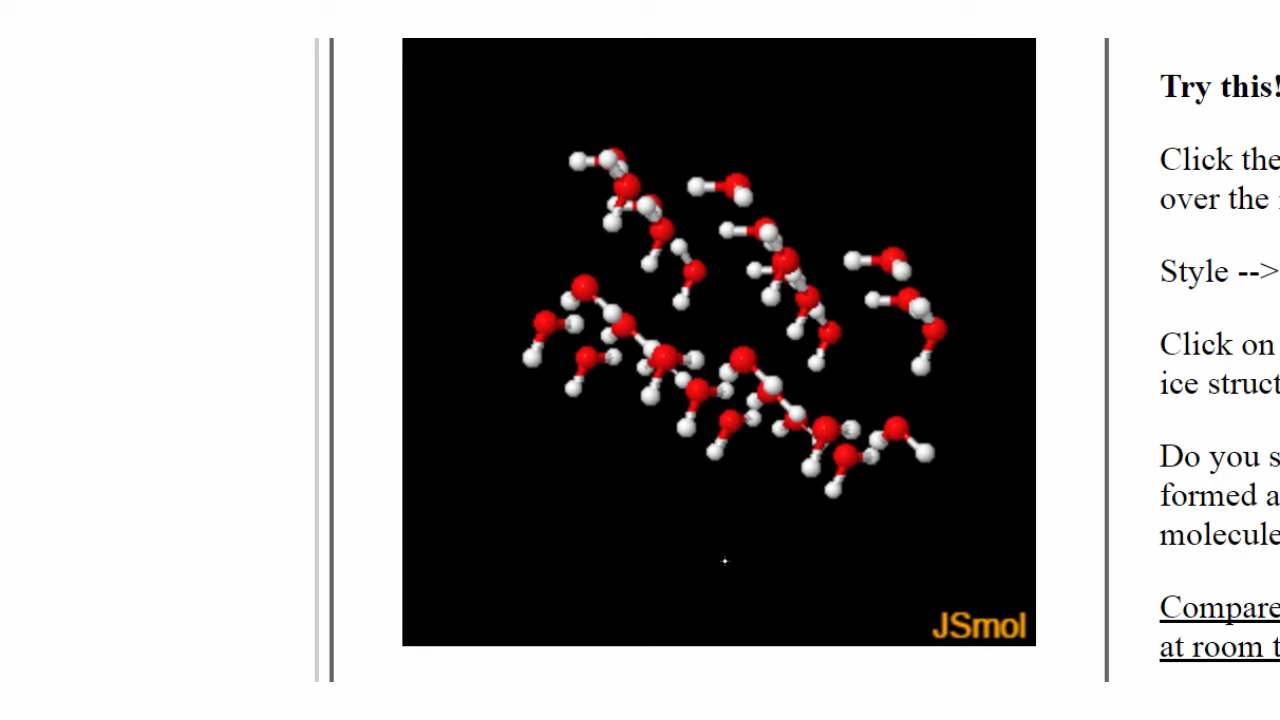 Try this!
Click the
over the
Style -->
Click on
ice struct
Do you s
formed a
molecule
Compare
at room t
JSmol